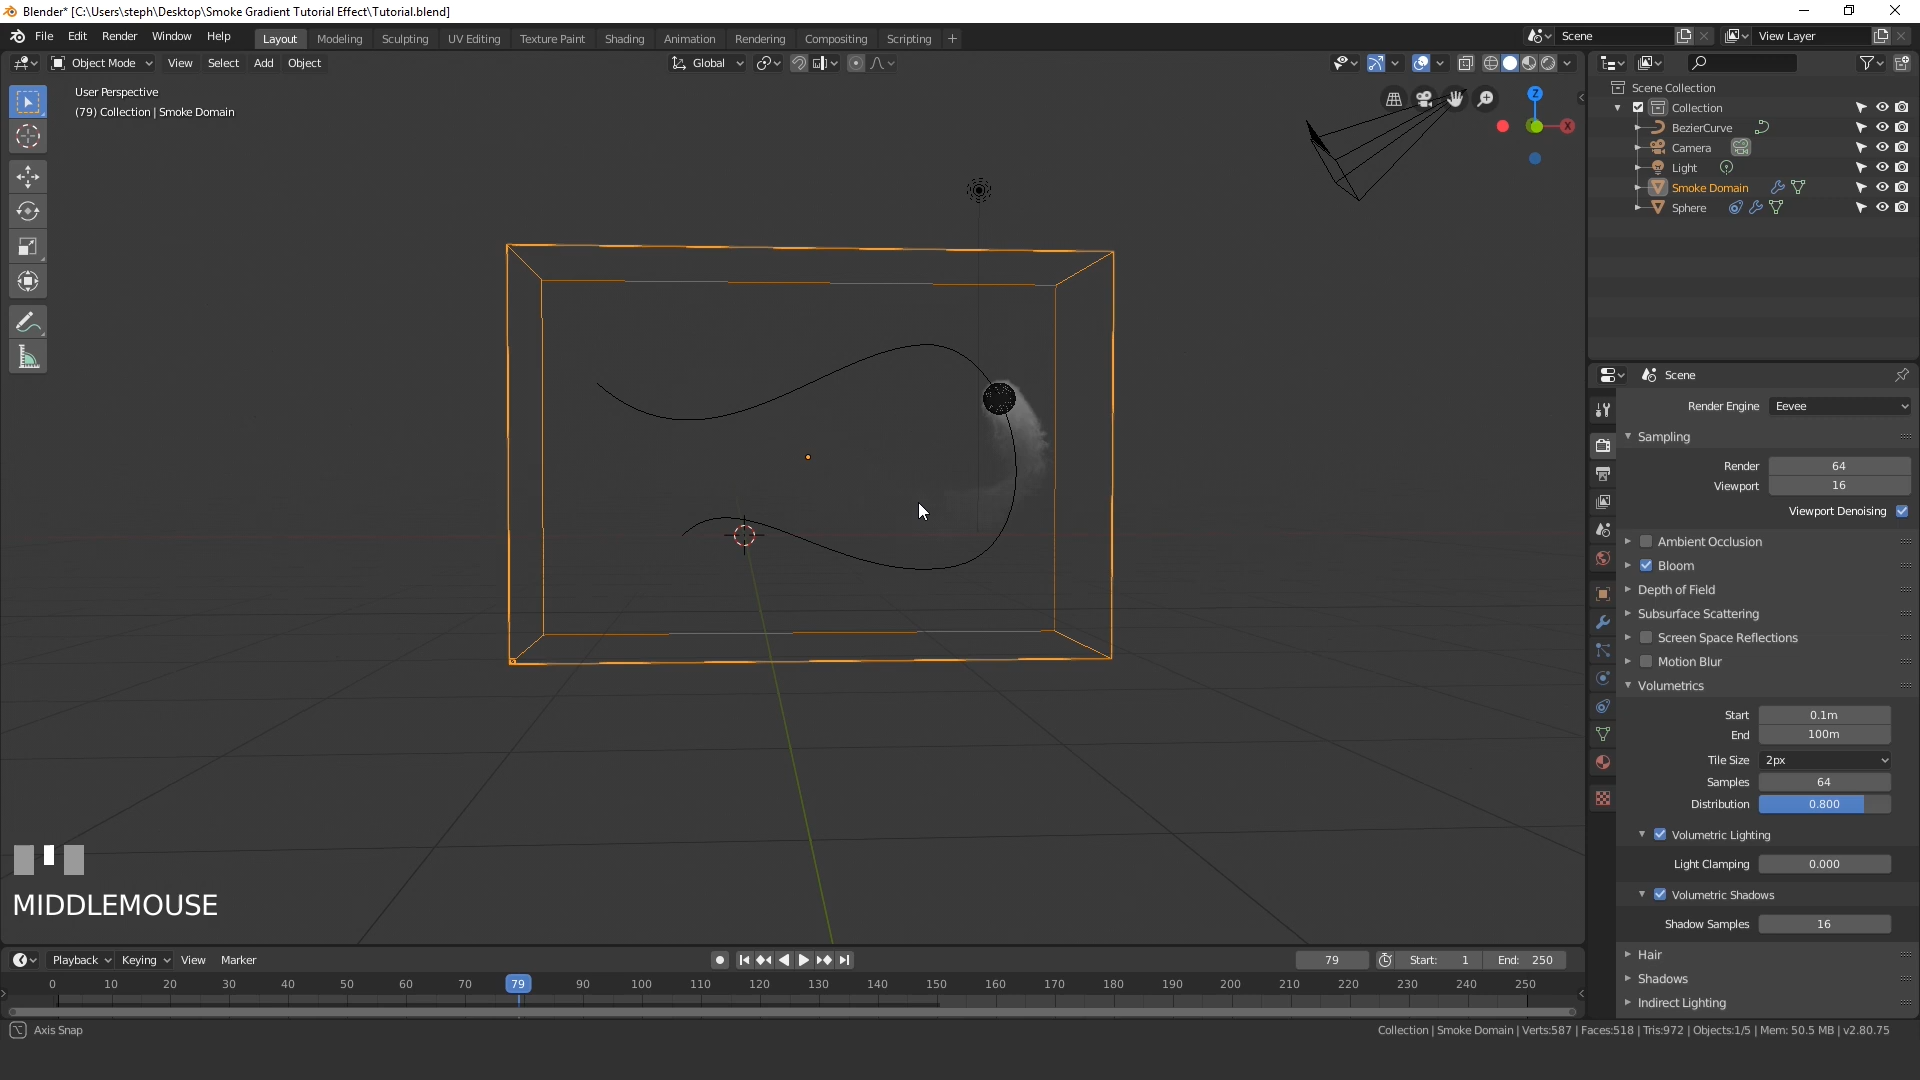 Blender* [C:\Users\steph\Desktop\Smoke Gradient Tutorial Effect\Tutorial.blend]
File Edit Render Window Help Layout Modeling Sculpting UV Editing Texture Paint Shading Animation Rendering Compositing Scripting + Scene View Layer
Object Mode View Select Add Object Global
User Perspective
(79) Collection | Smoke Domain
Z
X
Scene Collection
Collection
BezierCurve
Camera
Light
Smoke Domain
Sphere
Scene
Render Engine Eevee
Sampling
Render 64
Viewport 16
Viewport Denoising
Ambient Occlusion
Bloom
Depth of Field
Subsurface Scattering
Screen Space Reflections
Motion Blur
Volumetrics
Start 0.1m
End 100m
Tile Size 2px
Samples 64
Distribution 0.800
Volumetric Lighting
Light Clamping 0.000
Volumetric Shadows
Shadow Samples 16
Hair
Shadows
Indirect Lighting
MIDDLEMOUSE
Playback Keying View Marker 79 Start: 1 End: 250
0 10 20 30 40 50 60 70 79 90 100 110 120 130 140 150 160 170 180 190 200 210 220 230 240 250
Axis Snap
Collection | Smoke Domain | Verts:587 | Faces:518 | Tris:972 | Objects:1/5 | Mem: 50.5 MB | v2.80.75